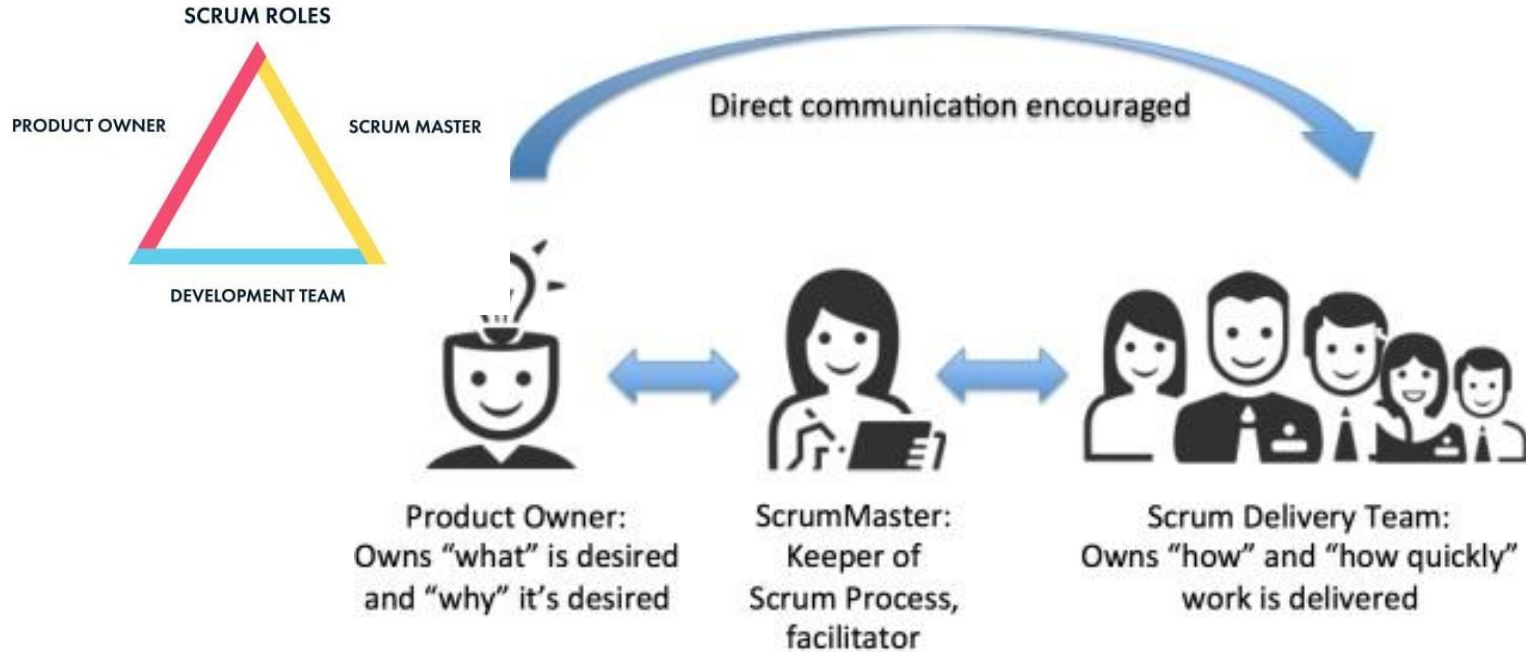 SCRUM ROLES
PRODUCT OWNER
SCRUM MASTER
DEVELOPMENT TEAM
Direct communication encouraged
Product Owner:
Owns “what” is desired
and “why” it’s desired
ScrumMaster:
Keeper of
Scrum Process,
facilitator
Scrum Delivery Team:
Owns “how” and “how quickly”
work is delivered